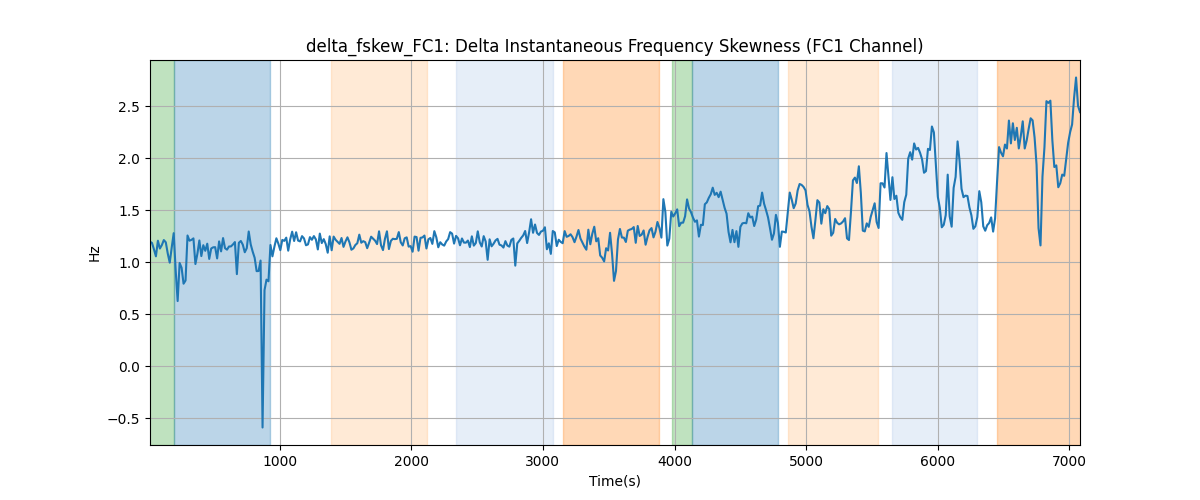 delta_fskew_FC1: Delta Instantaneous Frequency Skewness (FC1 Channel)
2.5
2.0
1.5
1.0
0.5
0.0
−0.5
Hz
1000 2000 3000 4000 5000 6000 7000
Time(s)